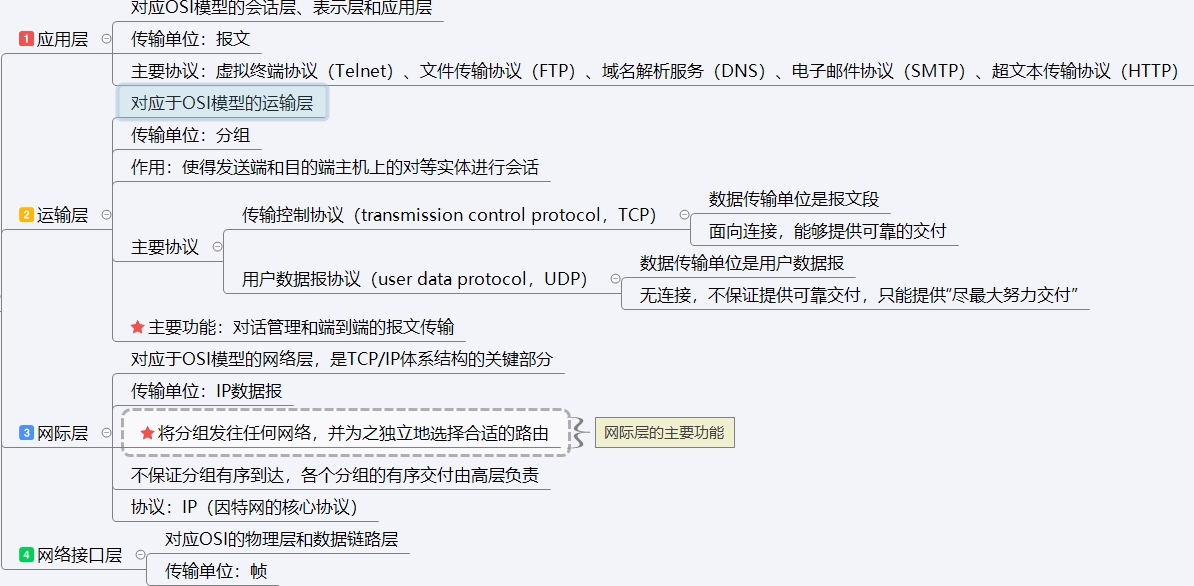 对应OSI模型的会话层、表示层和应用层
1 应用层
传输单位：报文
主要协议：虚拟终端协议（Telnet）、文件传输协议（FTP）、域名解析服务（DNS）、电子邮件协议（SMTP）、超文本传输协议（HTTP）
对应于OSI模型的运输层
传输单位：分组
作用：使得发送端和目的端主机上的对等实体进行会话
2 运输层
主要协议
传输控制协议（transmission control protocol，TCP）
数据传输单位是报文段
面向连接，能够提供可靠的交付
用户数据报协议（user data protocol，UDP）
数据传输单位是用户数据报
无连接，不保证提供可靠交付，只能提供“尽最大努力交付”
主要功能：对话管理和端到端的报文传输
对应于OSI模型的网络层，是TCP/IP体系结构的关键部分
传输单位：IP数据报
3 网际层
将分组发往任何网络，并为之独立地选择合适的路由
网际层的主要功能
不保证分组有序到达，各个分组的有序交付由高层负责
协议：IP（因特网的核心协议）
4 网络接口层
对应OSI的物理层和数据链路层
传输单位：帧